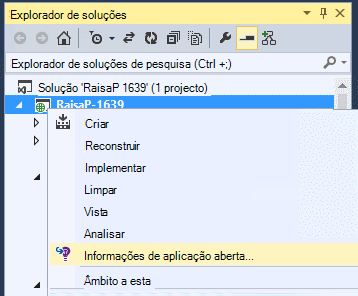 Explorador de soluções
Explorador de soluções de pesquisa (Ctrl +;)
Solução 'RaisaP 1639' (1 projecto)
RaisaP-1639
Criar
Reconstruir
Implementar
Limpar
Vista
Analisar
Informações de aplicação aberta...
Âmbito a esta